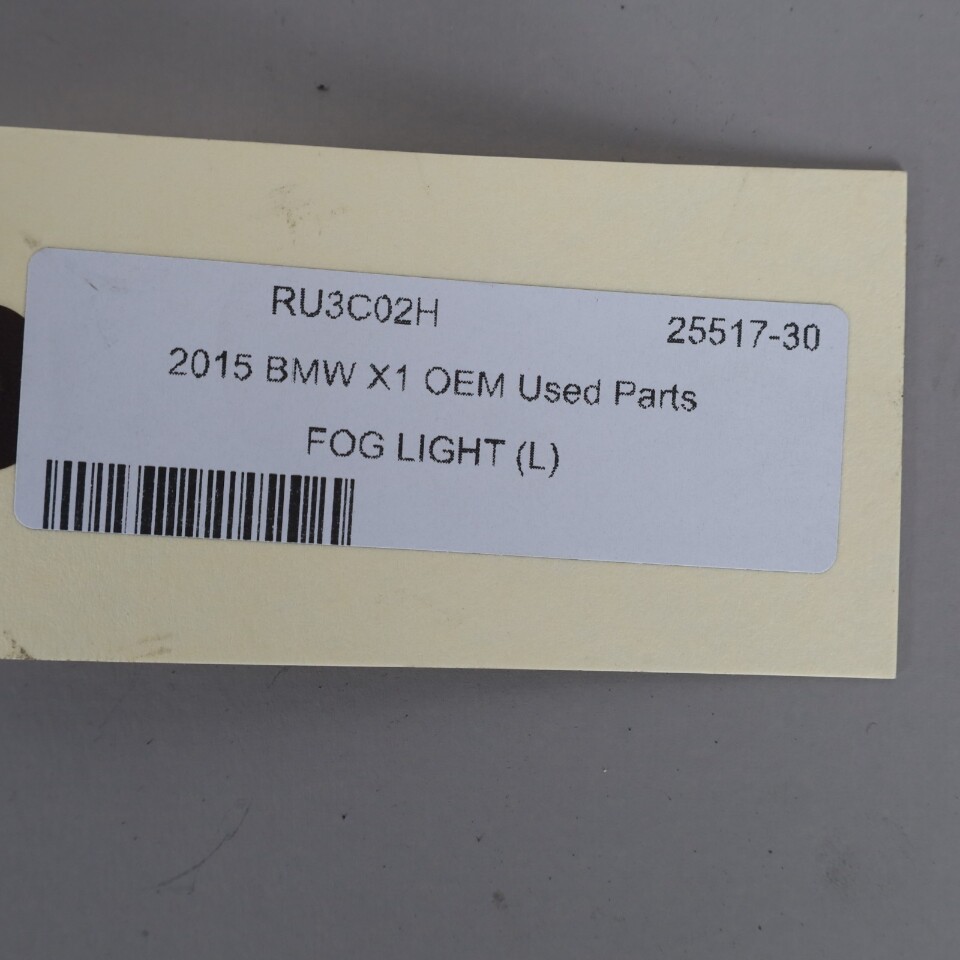 RU3C02H
25517-30
2015 BMW X1 OEM Used Parts
FOG LIGHT (L)